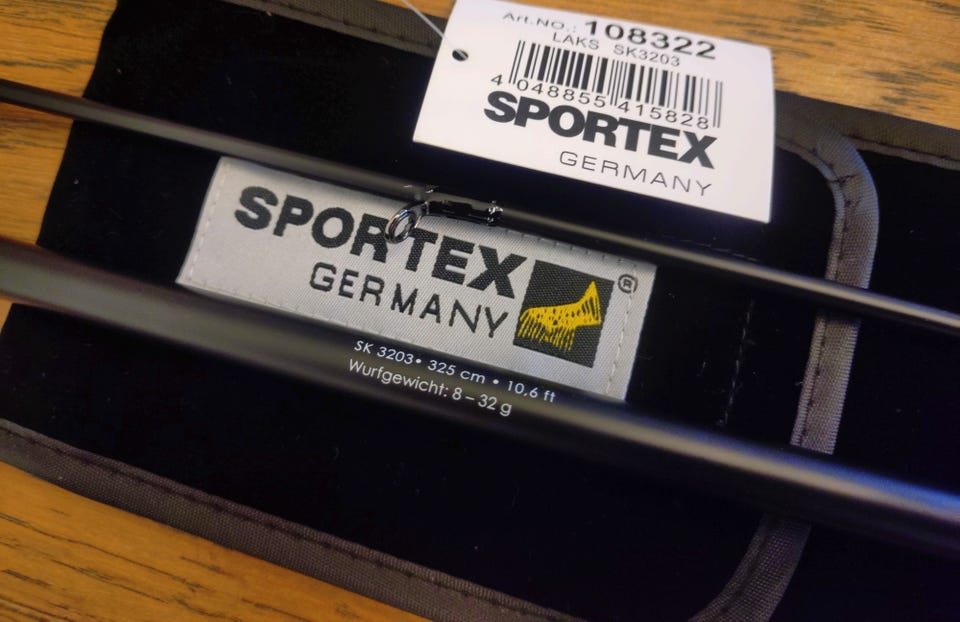 Art.NO.: 108322
LAKS SK3203
4 048855 415828
SPORTEX
GERMANY
SPORTEX
GERMANY
®
SK 3203 • 325 cm • 10,6 ft
Wurfgewicht: 8 – 32 g